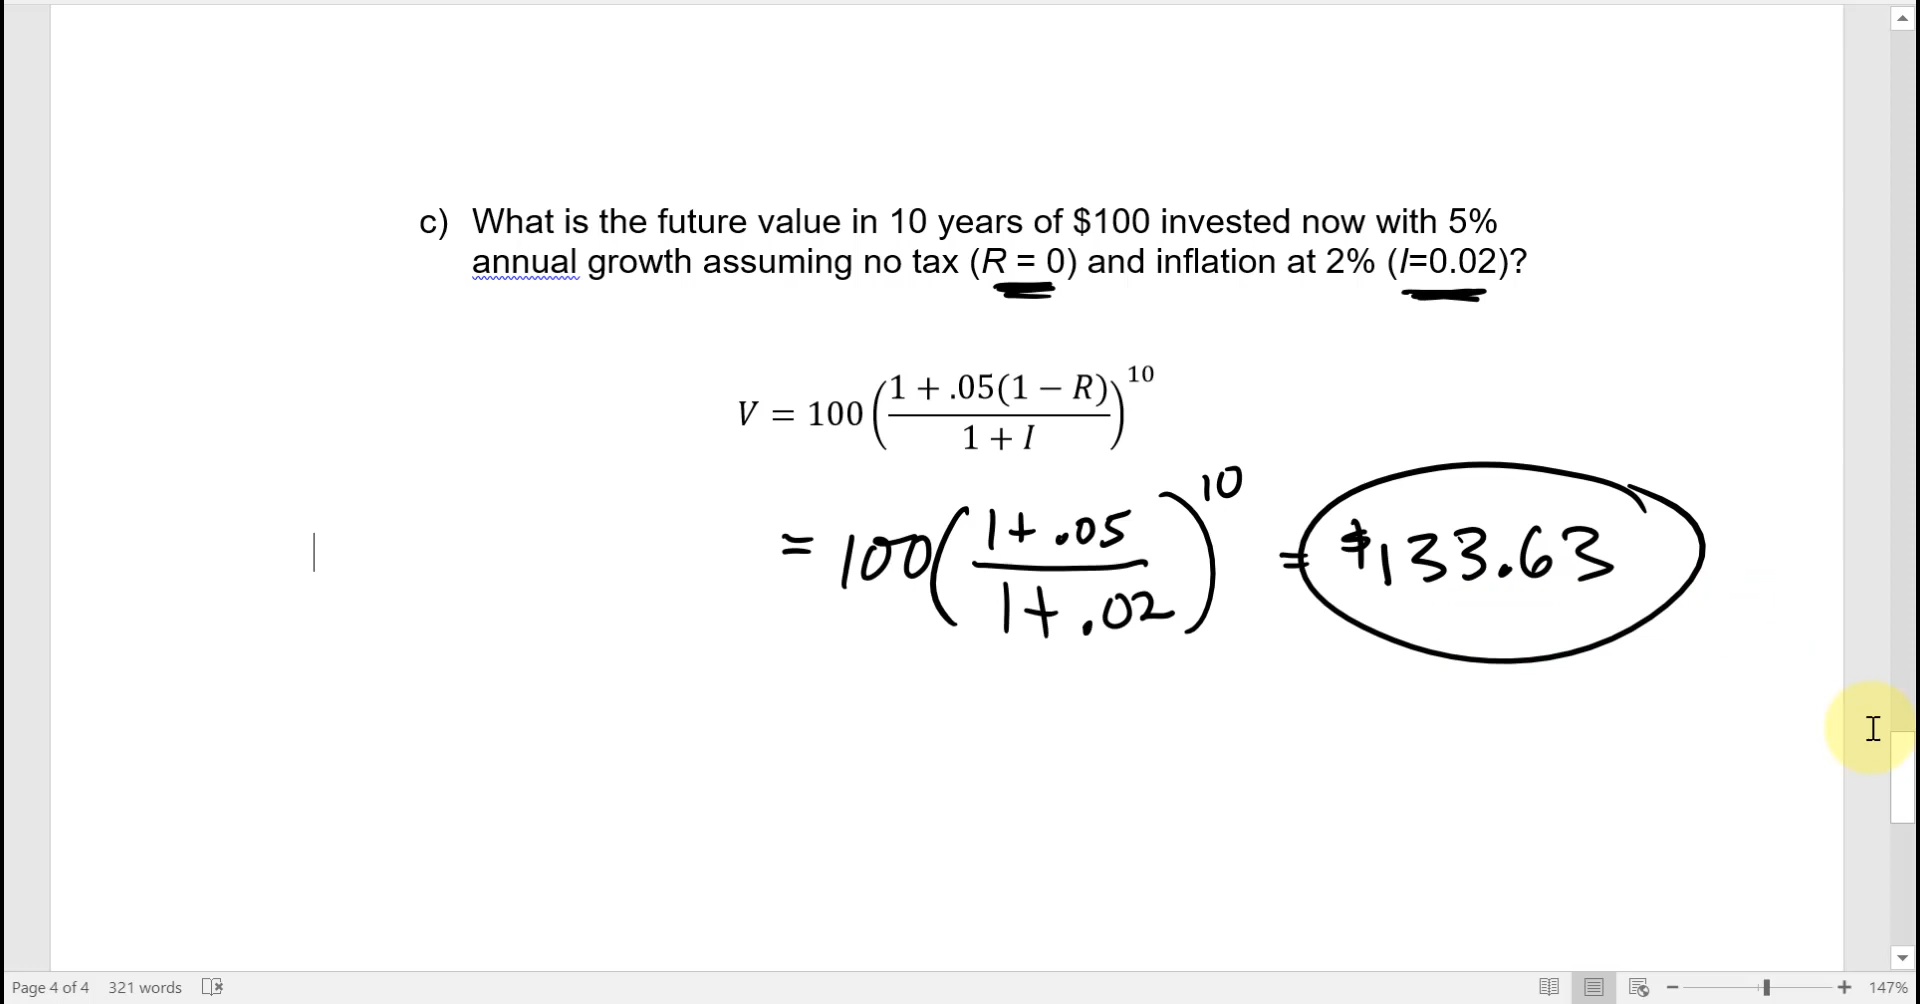 c) What is the future value in 10 years of $100 invested now with 5%
annual growth assuming no tax (R = 0) and inflation at 2% (I=0.02)?
V = 100 ( (1 + .05(1 − R)) / (1 + I) )^10
= 100 ( (1 + .05) / (1 + .02) )^10 = $133.63
Page 4 of 4 321 words 147%